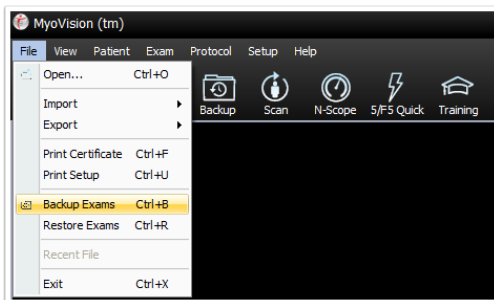 MyoVision (tm)
File View Patient Exam Protocol Setup Help
Open... Ctrl+O
Import
Export
Print Certificate Ctrl+F
Print Setup Ctrl+U
Backup Exams Ctrl+B
Restore Exams Ctrl+R
Recent File
Exit Ctrl+X
Backup Scan N-Scope 5/FS Quick Training